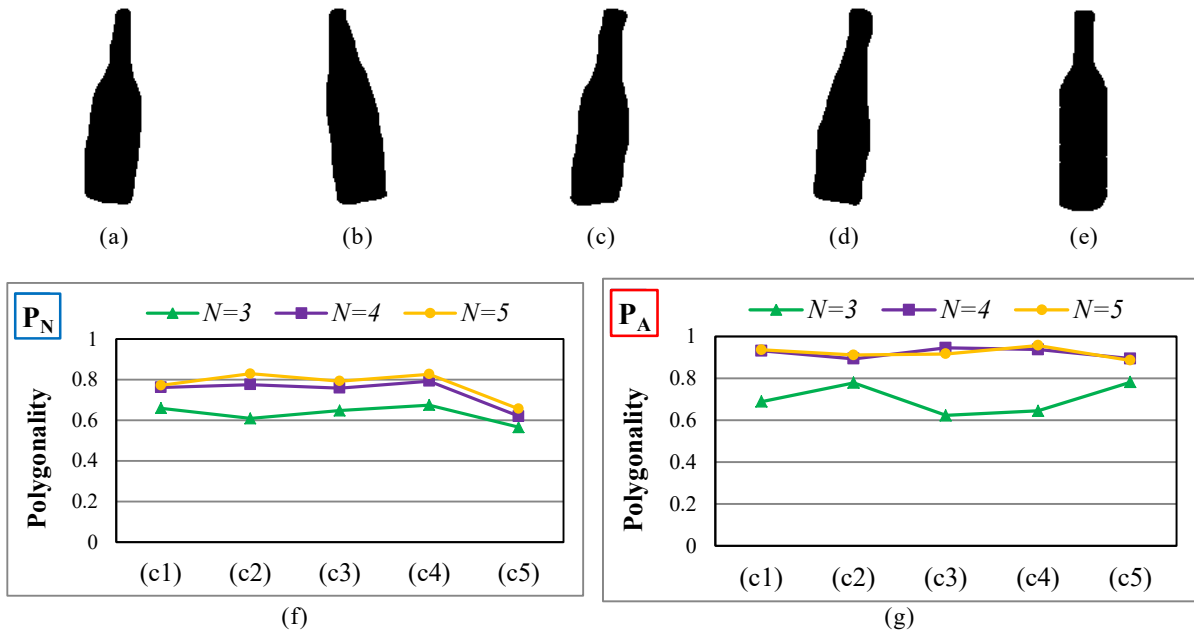 (a) (b) (c) (d) (e)
P_N N=3 N=4 N=5
Polygonality
1
0.8
0.6
0.4
0.2
0
(c1) (c2) (c3) (c4) (c5)
(f)
P_A N=3 N=4 N=5
Polygonality
1
0.8
0.6
0.4
0.2
0
(c1) (c2) (c3) (c4) (c5)
(g)